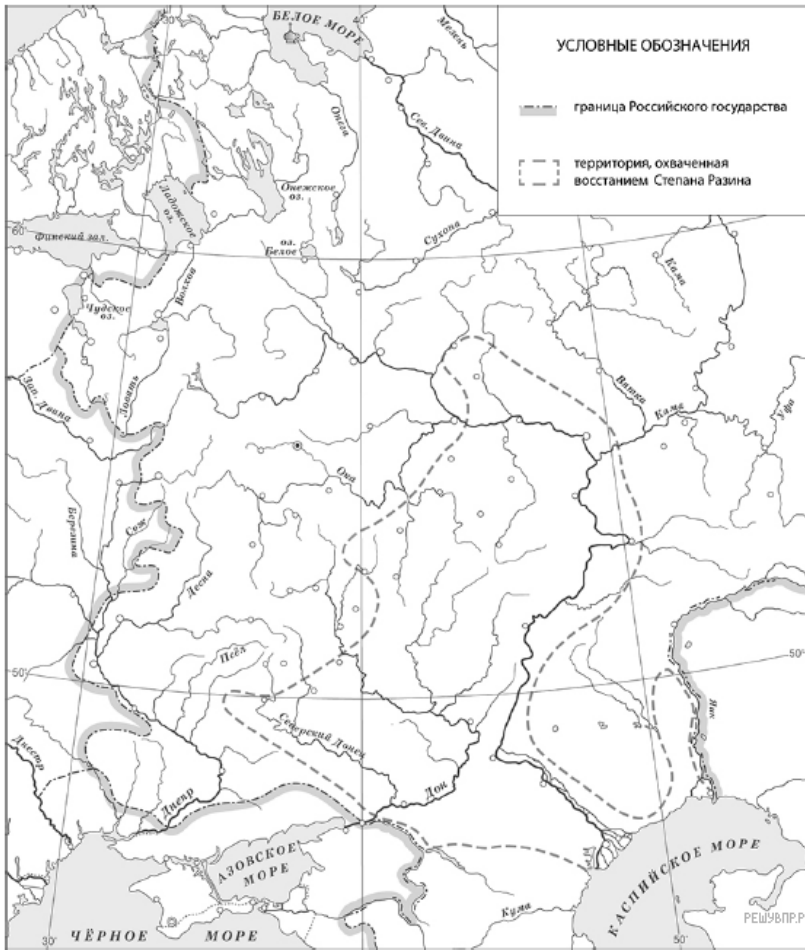 БЕЛОЕ МОРЕ
30°
40°
Мезень
УСЛОВНЫЕ ОБОЗНАЧЕНИЯ
граница Российского государства
территория, охваченная
восстанием Степана Разина
Онега
Сев. Двина
Онежское
оз.
Ладожское
оз.
60
Финский зал.
оз.
Белое
Сухона
Кама
Волхов
Чудское
оз.
Зап. Двина
Ловать
Вятка
Кама
Уфа
Ока
Березина
Сож
Десна
Псёл
50°
50°
Яик
Северский Донец
Днестр
Днепр
Дон
АЗОВСКОЕ
МОРЕ
КАСПИЙСКОЕ МОРЕ
Кума
ЧЁРНОЕ МОРЕ
30°
50°
РЕШУВПР.Р